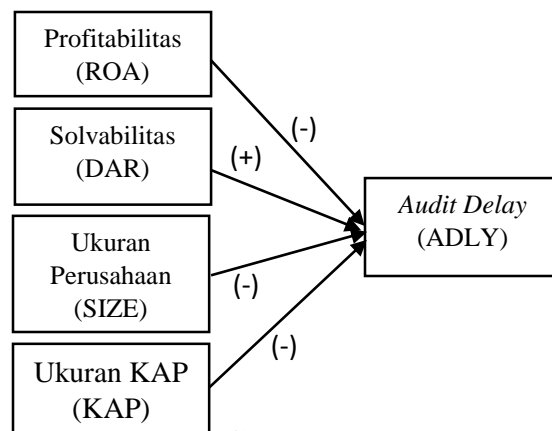 Profitabilitas
(ROA)
(-)
Solvabilitas
(DAR)
(+)
Audit Delay
(ADLY)
Ukuran
Perusahaan
(SIZE)
(-)
(-)
Ukuran KAP
(KAP)